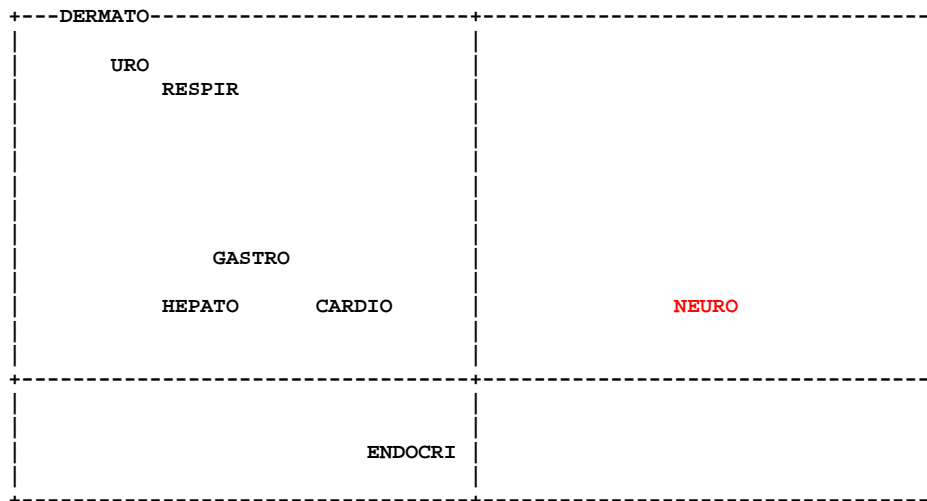 DERMATO
URO
RESPIR
GASTRO
HEPATO CARDIO NEURO
ENDOCRI